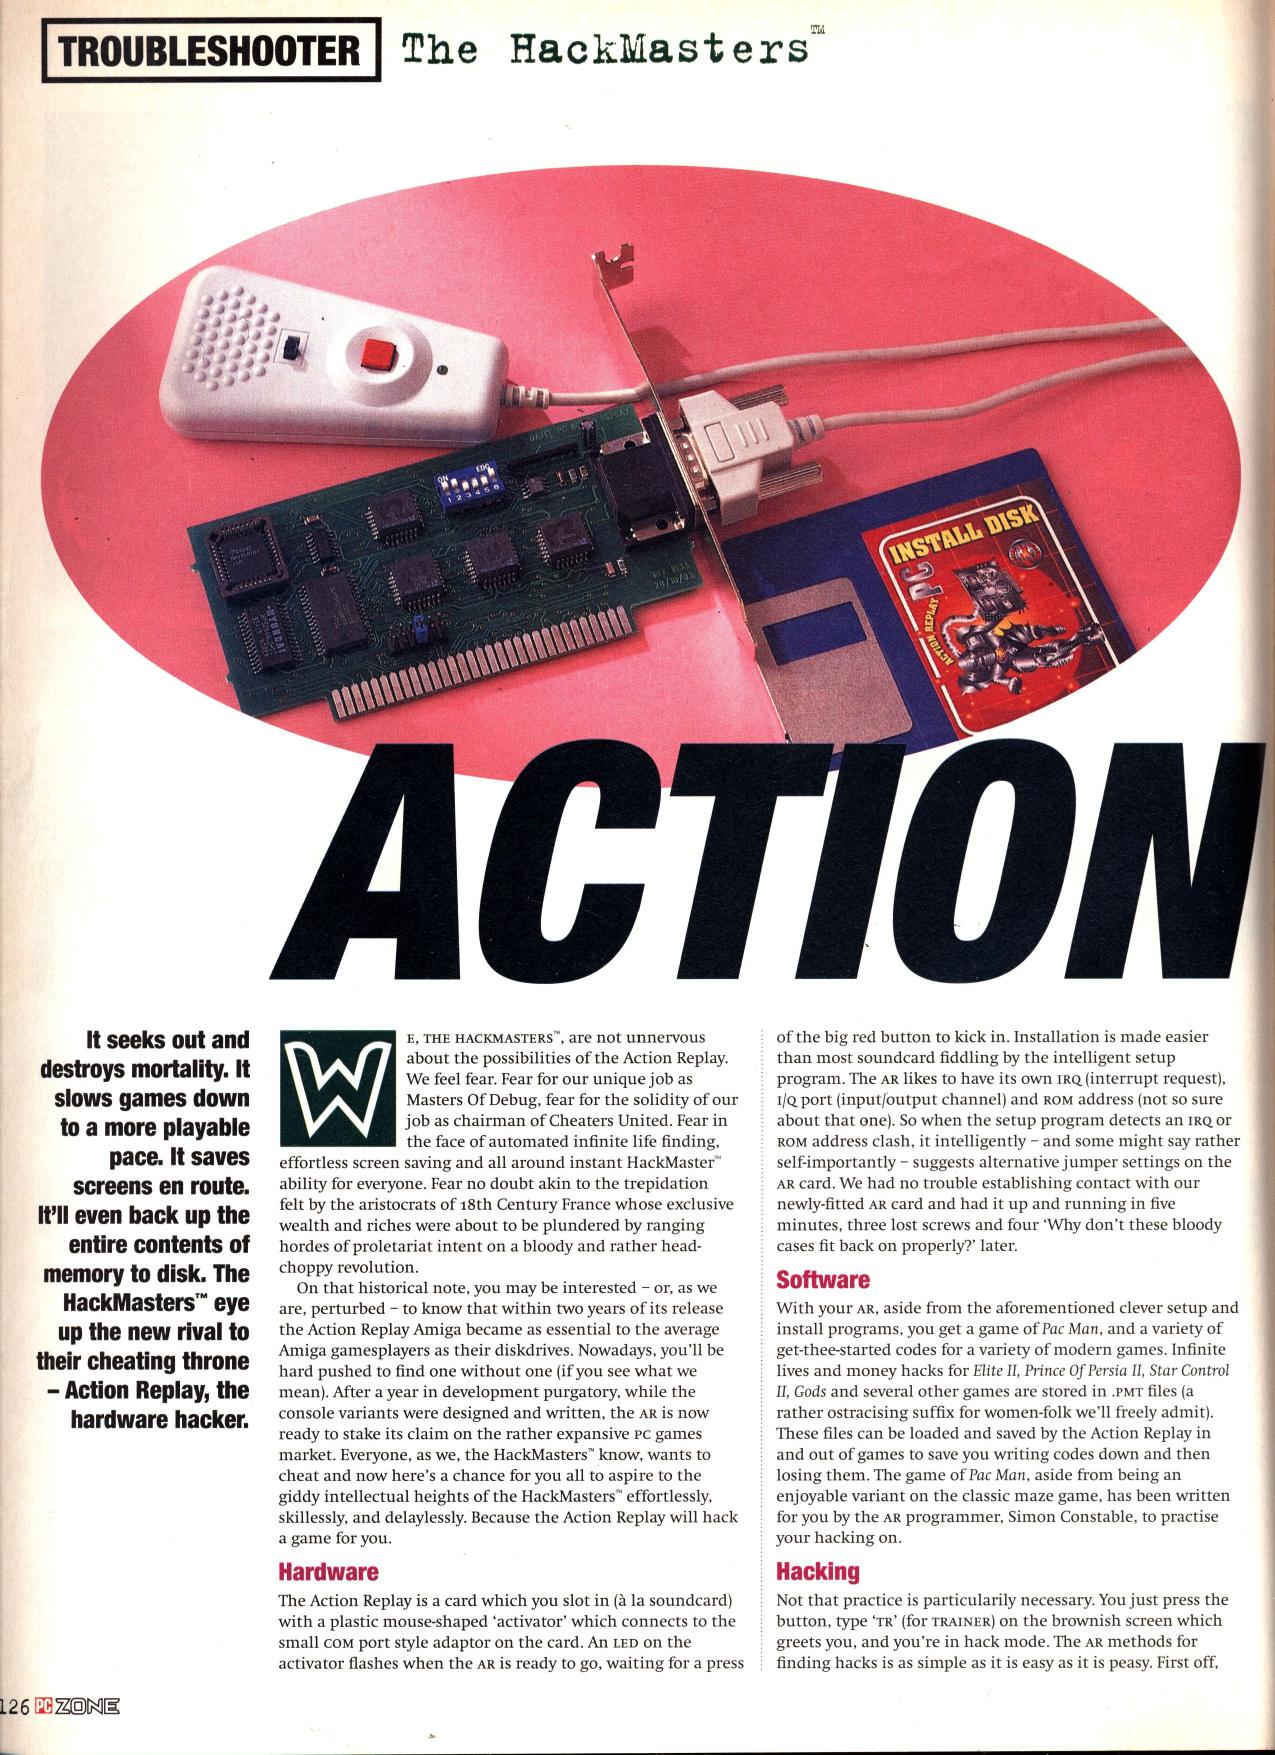 TROUBLESHOOTER
The HackMasters™
DATEL PC ACTION REPLAY
ON
EDG
1 2 3 4 5 6
INSTALL DISK
ACTION REPLAY PC
ACTION
It seeks out and
destroys mortality. It
slows games down
to a more playable
pace. It saves
screens en route.
It'll even back up the
entire contents of
memory to disk. The
HackMasters™ eye
up the new rival to
their cheating throne
– Action Replay, the
hardware hacker.
WE, THE HACKMASTERS™, are not unnervous
about the possibilities of the Action Replay.
We feel fear. Fear for our unique job as
Masters Of Debug, fear for the solidity of our
job as chairman of Cheaters United. Fear in
the face of automated infinite life finding,
effortless screen saving and all around instant HackMaster™
ability for everyone. Fear no doubt akin to the trepidation
felt by the aristocrats of 18th Century France whose exclusive
wealth and riches were about to be plundered by ranging
hordes of proletariat intent on a bloody and rather head-
choppy revolution.
On that historical note, you may be interested – or, as we
are, perturbed – to know that within two years of its release
the Action Replay Amiga became as essential to the average
Amiga gamesplayers as their diskdrives. Nowadays, you'll be
hard pushed to find one without one (if you see what we
mean). After a year in development purgatory, while the
console variants were designed and written, the AR is now
ready to stake its claim on the rather expansive PC games
market. Everyone, as we, the HackMasters™ know, wants to
cheat and now here's a chance for you all to aspire to the
giddy intellectual heights of the HackMasters™ effortlessly,
skillessly, and delaylessly. Because the Action Replay will hack
a game for you.
Hardware
The Action Replay is a card which you slot in (à la soundcard)
with a plastic mouse-shaped 'activator' which connects to the
small COM port style adaptor on the card. An LED on the
activator flashes when the AR is ready to go, waiting for a press
of the big red button to kick in. Installation is made easier
than most soundcard fiddling by the intelligent setup
program. The AR likes to have its own IRQ (interrupt request),
I/Q port (input/output channel) and ROM address (not so sure
about that one). So when the setup program detects an IRQ or
ROM address clash, it intelligently – and some might say rather
self-importantly – suggests alternative jumper settings on the
AR card. We had no trouble establishing contact with our
newly-fitted AR card and had it up and running in five
minutes, three lost screws and four 'Why don't these bloody
cases fit back on properly?' later.
Software
With your AR, aside from the aforementioned clever setup and
install programs, you get a game of Pac Man, and a variety of
get-thee-started codes for a variety of modern games. Infinite
lives and money hacks for Elite II, Prince Of Persia II, Star Control
II, Gods and several other games are stored in .PMT files (a
rather ostracising suffix for women-folk we'll freely admit).
These files can be loaded and saved by the Action Replay in
and out of games to save you writing codes down and then
losing them. The game of Pac Man, aside from being an
enjoyable variant on the classic maze game, has been written
for you by the AR programmer, Simon Constable, to practise
your hacking on.
Hacking
Not that practice is particularily necessary. You just press the
button, type 'TR' (for TRAINER) on the brownish screen which
greets you, and you're in hack mode. The AR methods for
finding hacks is as simple as it is easy as it is peasy. First off,
126 PC ZONE